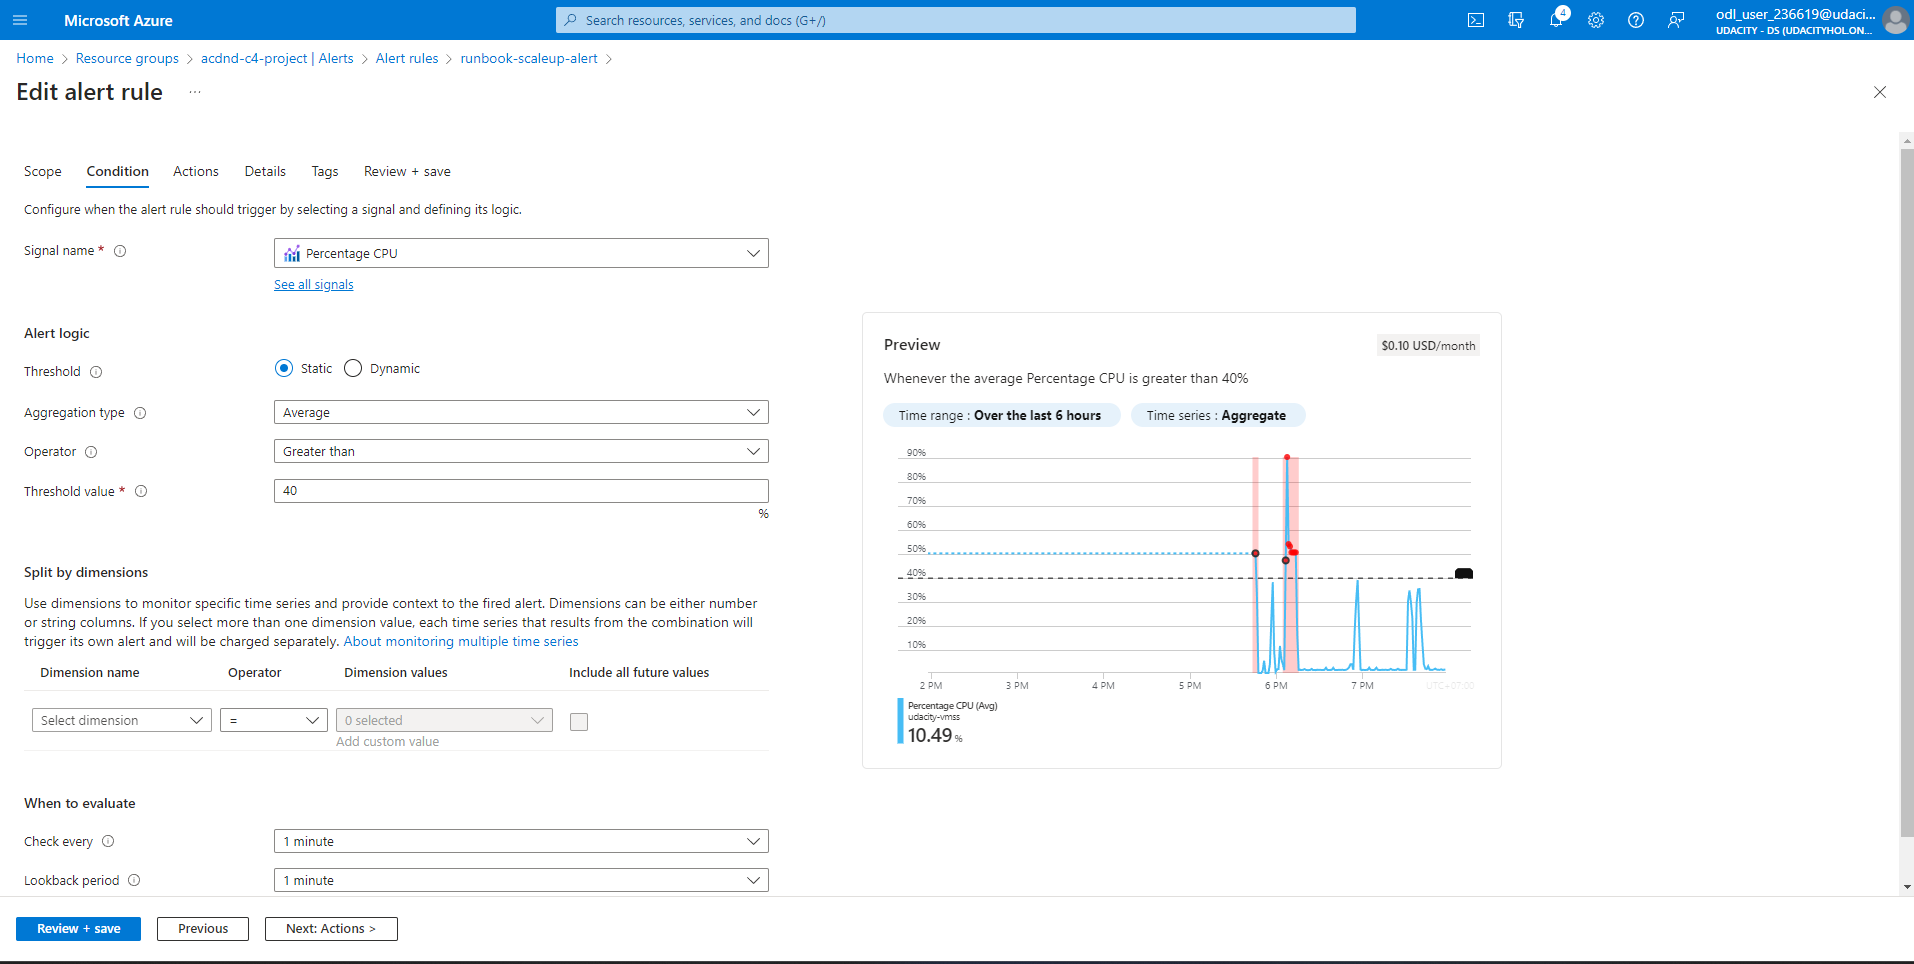 Microsoft Azure
Search resources, services, and docs (G+/)
4
odl_user_236619@udaci...
UDACITY - DS (UDACITYHOL.ON...
Home > Resource groups > acdnd-c4-project | Alerts > Alert rules > runbook-scaleup-alert >
Edit alert rule ...
Scope Condition Actions Details Tags Review + save
Configure when the alert rule should trigger by selecting a signal and defining its logic.
Signal name *
Percentage CPU
See all signals
Alert logic
Threshold
Static Dynamic
Aggregation type
Average
Operator
Greater than
Threshold value *
40
%
Split by dimensions
Use dimensions to monitor specific time series and provide context to the fired alert. Dimensions can be either number
or string columns. If you select more than one dimension value, each time series that results from the combination will
trigger its own alert and will be charged separately. About monitoring multiple time series
Dimension name Operator Dimension values Include all future values
Select dimension = 0 selected
Add custom value
When to evaluate
Check every
1 minute
Lookback period
1 minute
Review + save Previous Next: Actions >
Preview
$0.10 USD/month
Whenever the average Percentage CPU is greater than 40%
Time range : Over the last 6 hours Time series : Aggregate
90%
80%
70%
60%
50%
40%
30%
20%
10%
2 PM 3 PM 4 PM 5 PM 6 PM 7 PM UTC+07:00
Percentage CPU (Avg)
udacity-vmss
10.49 %